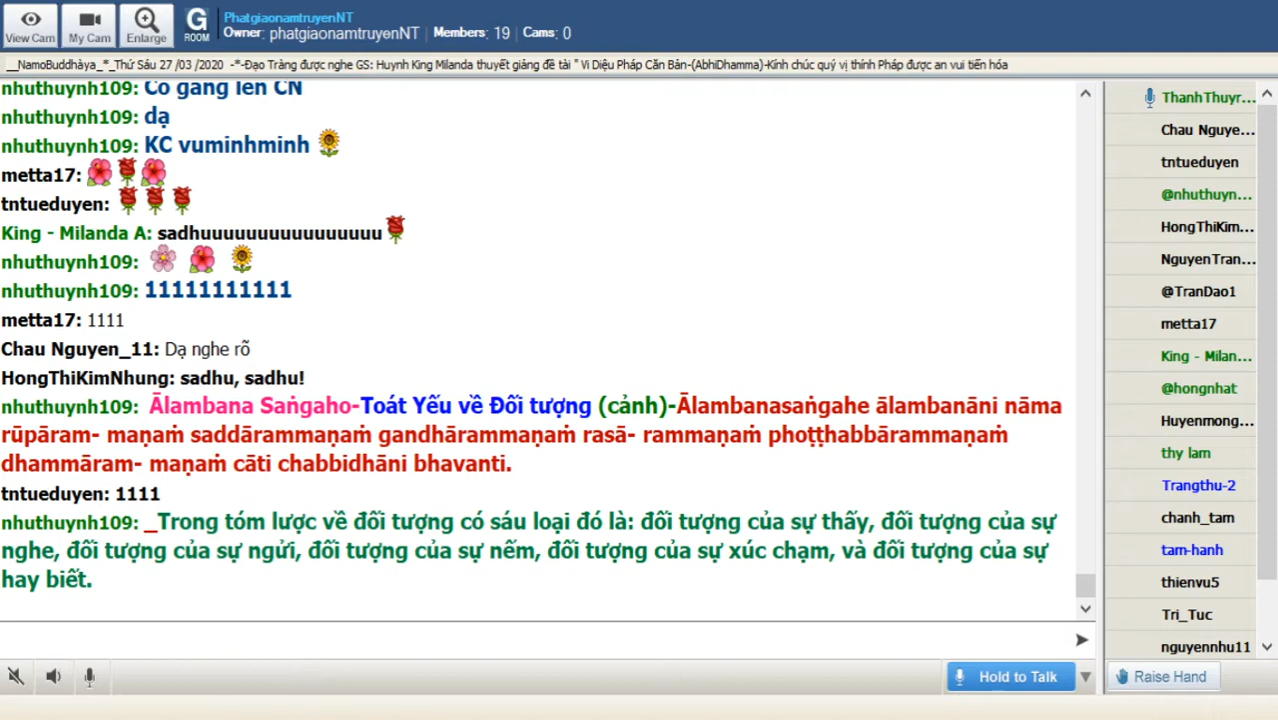 View Cam
My Cam
Enlarge
G
ROOM
PhatgiaonamtruyenNT
Owner: phatgiaonamtruyenNT | Members: 19 | Cams: 0
__NamoBuddhàya_*_Thứ Sáu 27 /03 /2020 -*-Đạo Tràng được nghe GS: Huynh King Milanda thuyết giảng đề tài " Vi Diệu Pháp Căn Bản-(AbhiDhamma)-Kính chúc quý vị thính Pháp được an vui tiến hóa
nhuthuynh109: Cố gắng lên CN
nhuthuynh109: dạ
nhuthuynh109: KC vuminhminh
metta17:
tntueduyen:
King - Milanda A: sadhuuuuuuuuuuuuuuuuu
nhuthuynh109:
nhuthuynh109: 11111111111
metta17: 1111
Chau Nguyen_11: Dạ nghe rõ
HongThiKimNhung: sadhu, sadhu!
nhuthuynh109: Ālambana Saṅgaho-Toát Yếu về Đối tượng (cảnh)-Ālambanasaṅgahe ālambanāni nāma
rūpāram- maṇaṁ saddārammaṇaṁ gandhārammaṇaṁ rasā- rammaṇaṁ phoṭṭhabbārammaṇaṁ
dhammāram- maṇaṁ cāti chabbidhāni bhavanti.
tntueduyen: 1111
nhuthuynh109: _Trong tóm lược về đối tượng có sáu loại đó là: đối tượng của sự thấy, đối tượng của sự
nghe, đối tượng của sự ngửi, đối tượng của sự nếm, đối tượng của sự xúc chạm, và đối tượng của sự
hay biết.
ThanhThuyr...
Chau Nguye...
tntueduyen
@nhuthuyn...
HongThiKim...
NguyenTran...
@TranDao1
metta17
King - Milan...
@hongnhat
Huyenmong...
thy lam
Trangthu-2
chanh_tam
tam-hanh
thienvu5
Tri_Tuc
nguyennhu11
Hold to Talk
Raise Hand